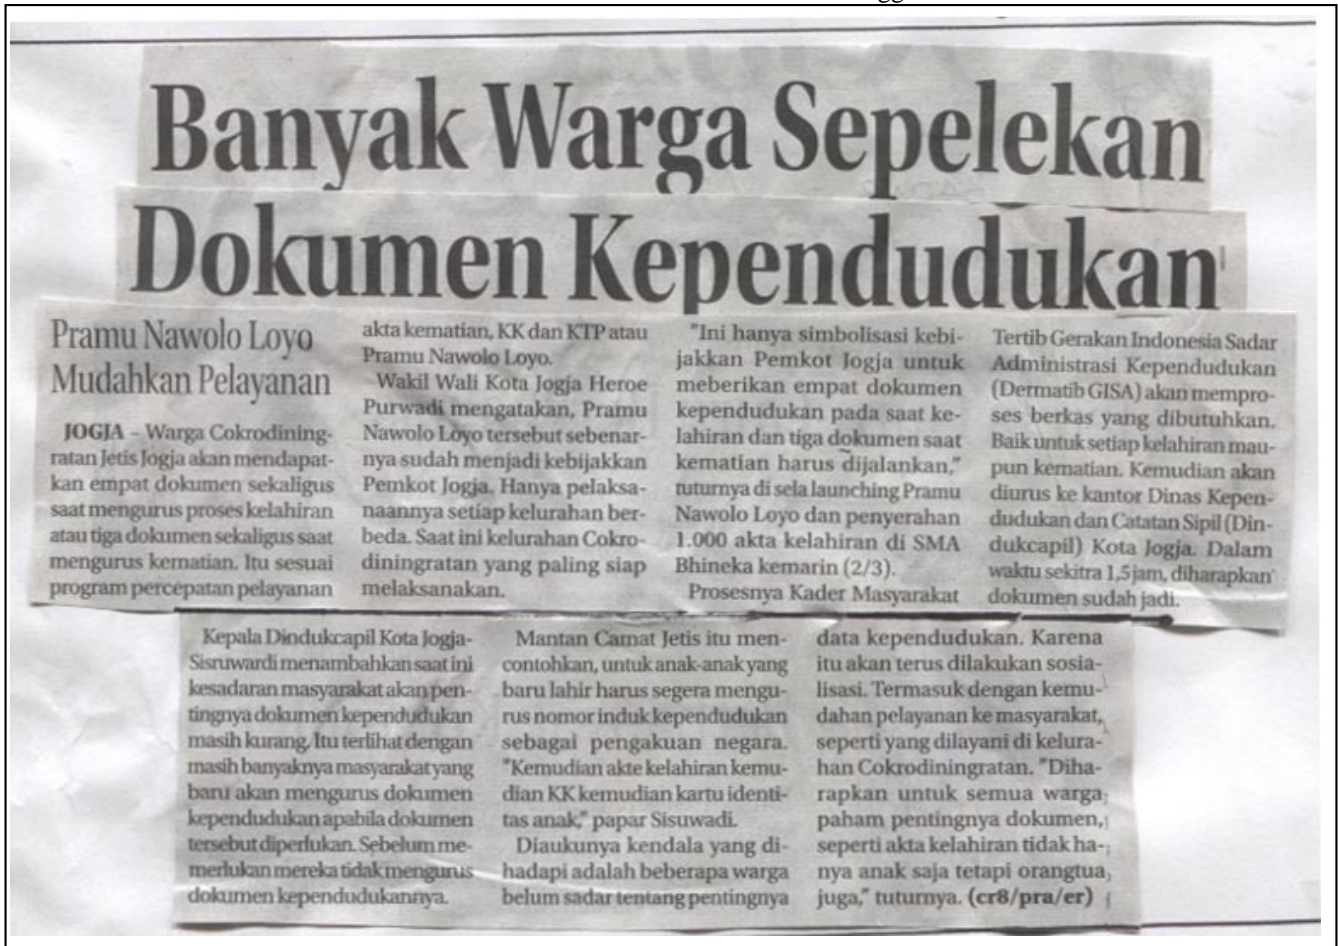 Banyak Warga Sepelekan
Dokumen Kependudukan
Pramu Nawolo Loyo
Mudahkan Pelayanan
JOGJA – Warga Cokrodining-
ratan Jetis Jogja akan mendapat-
kan empat dokumen sekaligus
saat mengurus proses kelahiran
atau tiga dokumen sekaligus saat
mengurus kematian. Itu sesuai
program percepatan pelayanan
akta kematian, KK dan KTP atau
Pramu Nawolo Loyo.
Wakil Wali Kota Jogja Heroe
Purwadi mengatakan, Pramu
Nawolo Loyo tersebut sebenar-
nya sudah menjadi kebijakkan
Pemkot Jogja. Hanya pelaksa-
naannya setiap kelurahan ber-
beda. Saat ini kelurahan Cokro-
diningratan yang paling siap
melaksanakan.
"Ini hanya simbolisasi kebi-
jakkan Pemkot Jogja untuk
meberikan empat dokumen
kependudukan pada saat ke-
lahiran dan tiga dokumen saat
kematian harus dijalankan,"
tuturnya di sela launching Pramu
Nawolo Loyo dan penyerahan
1.000 akta kelahiran di SMA
Bhineka kemarin (2/3).
Prosesnya Kader Masyarakat
Tertib Gerakan Indonesia Sadar
Administrasi Kependudukan
(Dermatib GISA) akan mempro-
ses berkas yang dibutuhkan.
Baik untuk setiap kelahiran mau-
pun kematian. Kemudian akan
diurus ke kantor Dinas Kepen-
dudukan dan Catatan Sipil (Din-
dukcapil) Kota Jogja. Dalam
waktu sekitra 1,5 jam, diharapkan
dokumen sudah jadi.
Kepala Dindukcapil Kota Jogja-
Sisruwardi menambahkan saat ini
kesadaran masyarakat akan pen-
tingnya dokumen kependudukan
masih kurang. Itu terlihat dengan
masih banyaknya masyarakat yang
baru akan mengurus dokumen
kependudukan apabila dokumen
tersebut diperlukan. Sebelum me-
merlukan mereka tidak mengurus
dokumen kependudukannya.
Mantan Camat Jetis itu men-
contohkan, untuk anak-anak yang
baru lahir harus segera mengu-
rus nomor induk kependudukan
sebagai pengakuan negara.
"Kemudian akte kelahiran kemu-
dian KK kemudian kartu identi-
tas anak," papar Sisuwadi.
Diaukunya kendala yang di-
hadapi adalah beberapa warga
belum sadar tentang pentingnya
data kependudukan. Karena
itu akan terus dilakukan sosia-
lisasi. Termasuk dengan kemu-
dahan pelayanan ke masyarakat,
seperti yang dilayani di kelura-
han Cokrodiningratan. "Diha-
rapkan untuk semua warga
paham pentingnya dokumen,
seperti akta kelahiran tidak ha-
nya anak saja tetapi orangtua
juga," tuturnya. (cr8/pra/er)